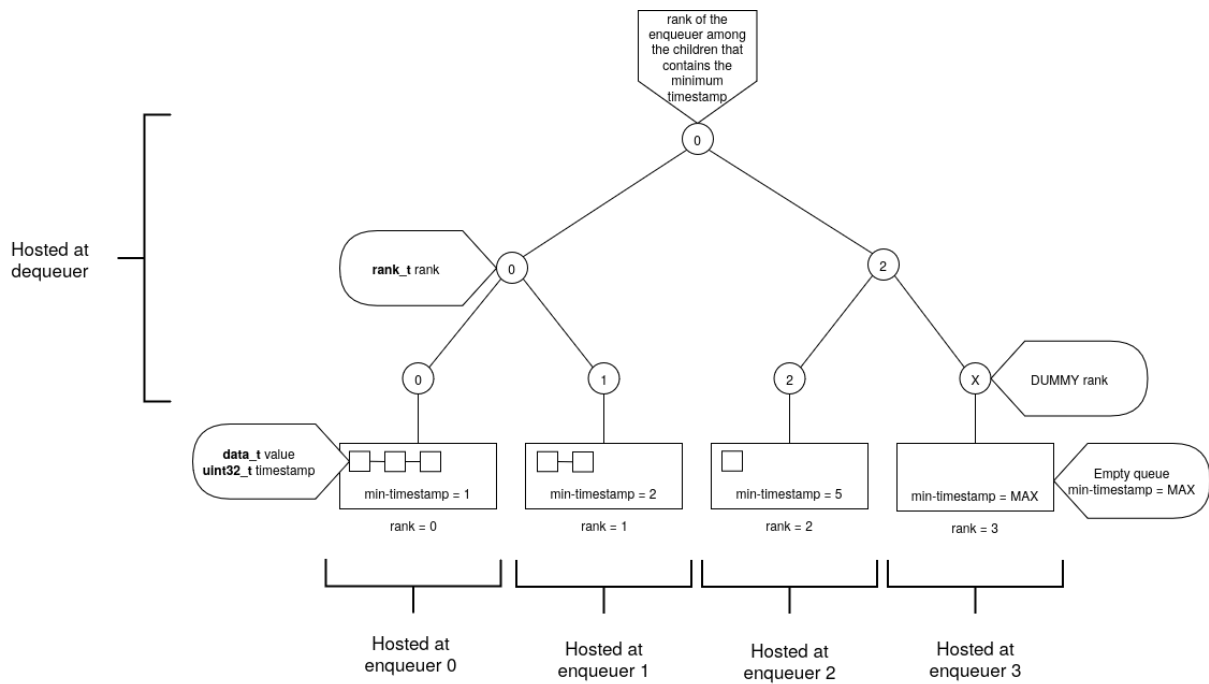 rank of the
enqueuer among
the children that
contains the
minimum
timestamp
0
Hosted at
dequeuer
rank_t rank
0
2
0
1
2
X
DUMMY rank
data_t value
uint32_t timestamp
min-timestamp = 1
min-timestamp = 2
min-timestamp = 5
min-timestamp = MAX
Empty queue
min-timestamp = MAX
rank = 0
rank = 1
rank = 2
rank = 3
Hosted at
enqueuer 0
Hosted at
enqueuer 1
Hosted at
enqueuer 2
Hosted at
enqueuer 3